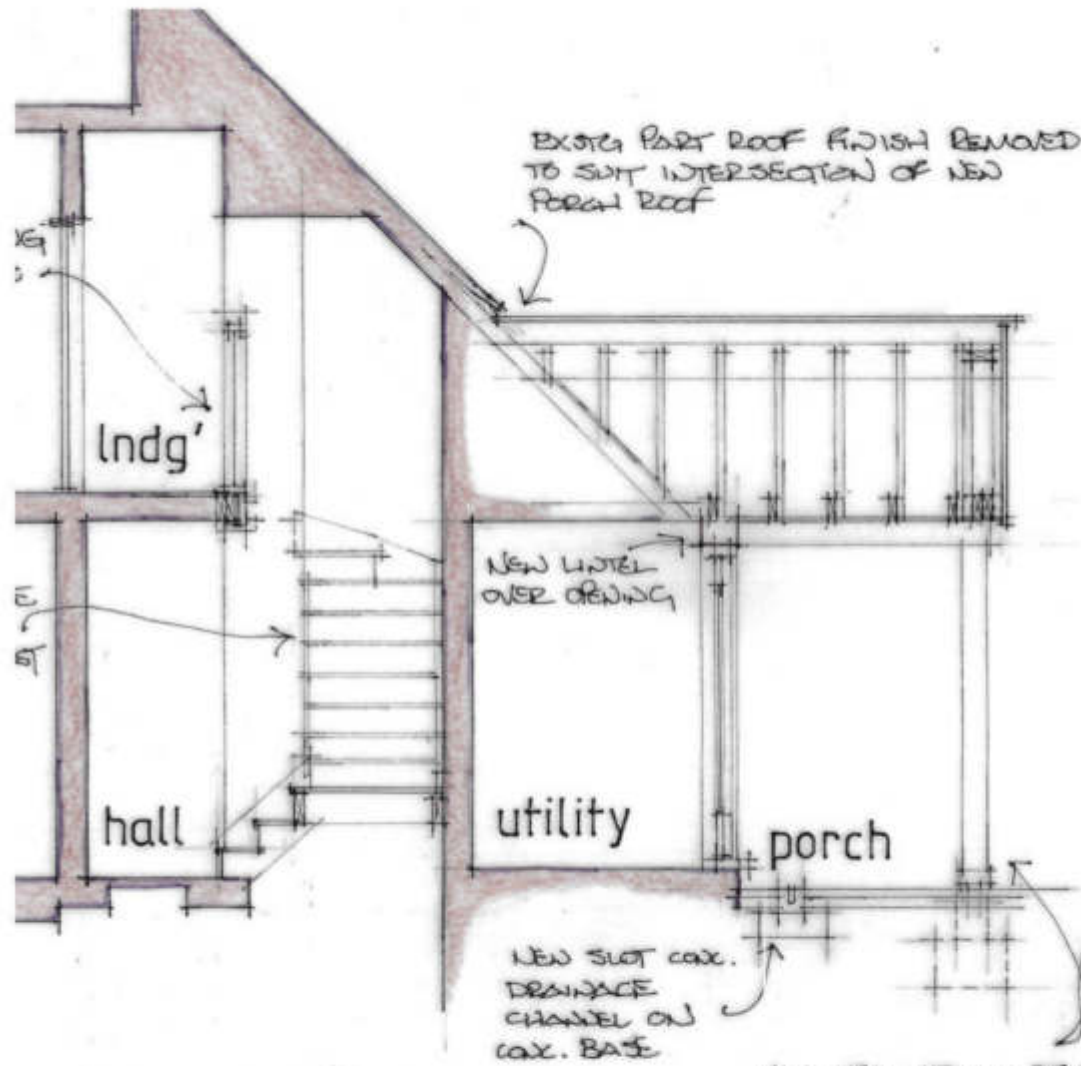 EXSTG PART ROOF FINISH REMOVED
TO SUIT INTERSECTION OF NEW
PORCH ROOF
lndg'
NEW LINTEL
OVER OPENING
hall
utility
porch
NEW SLOT CONC.
DRAINAGE
CHANNEL ON
CONC. BASE